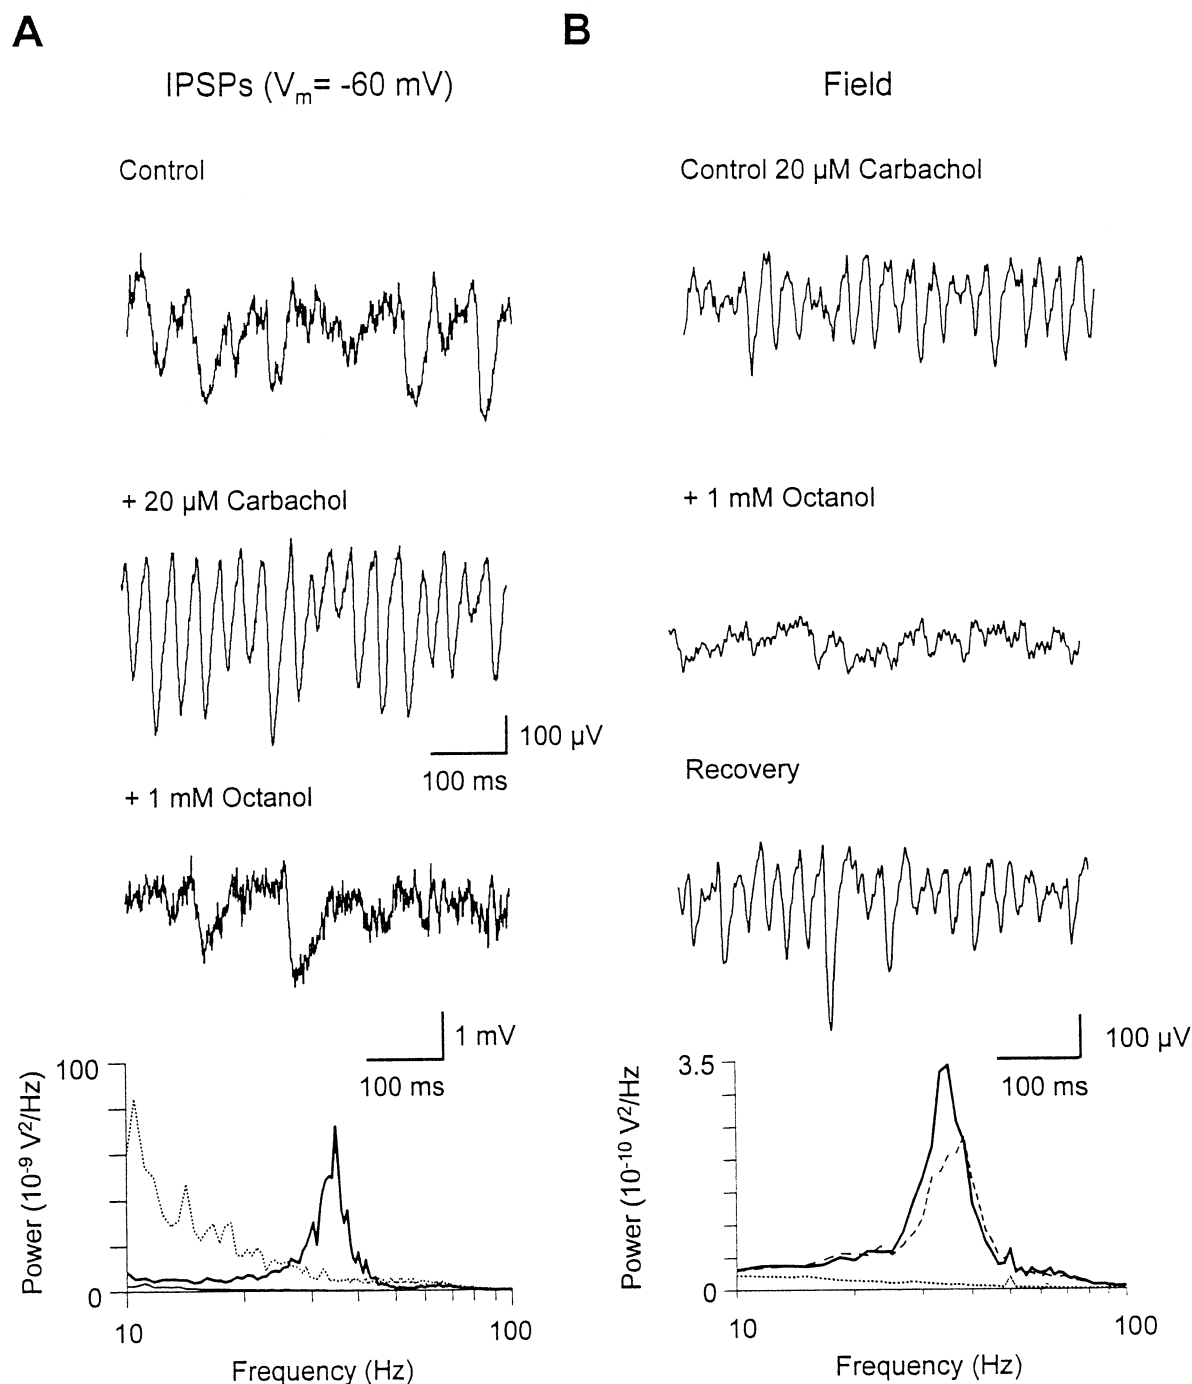 A
IPSPs (Vm= -60 mV)
Control
+ 20 µM Carbachol
100 µV
100 ms
+ 1 mM Octanol
1 mV
100 ms
100
0
Power (10-9 V2/Hz)
10
100
Frequency (Hz)
B
Field
Control 20 µM Carbachol
+ 1 mM Octanol
Recovery
100 µV
100 ms
3.5
0
Power (10-10 V2/Hz)
10
100
Frequency (Hz)